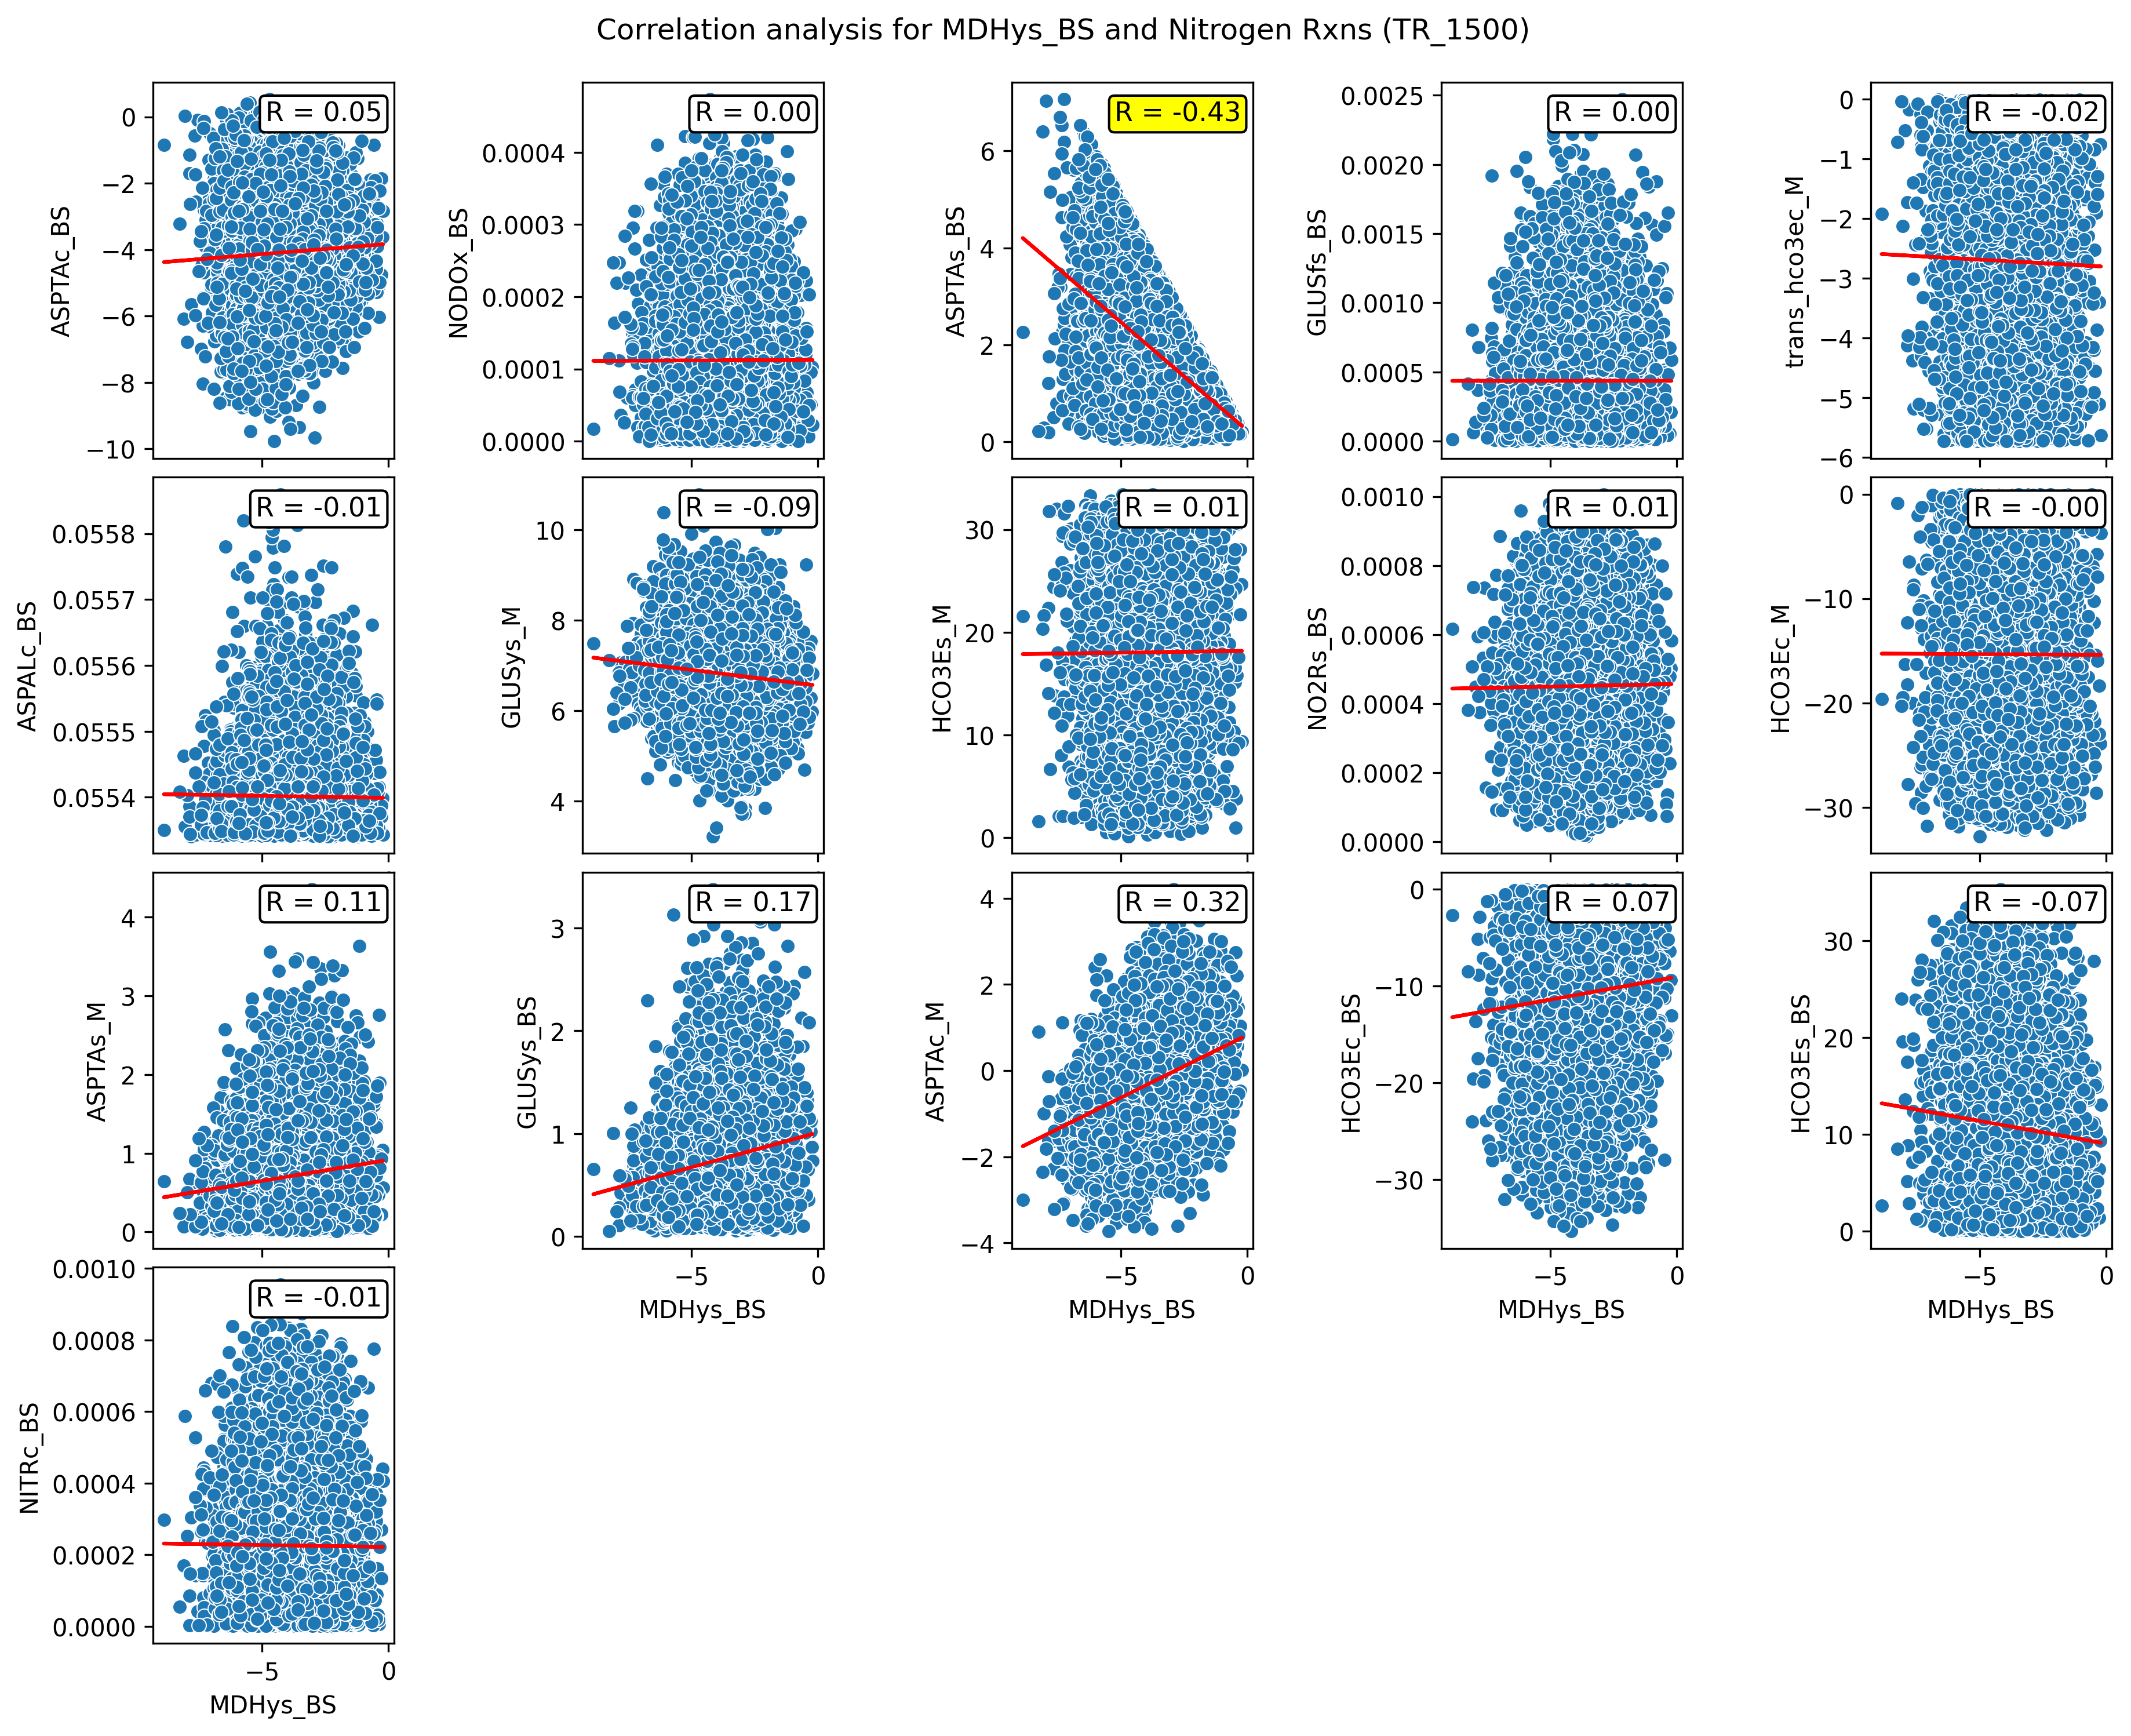 Correlation analysis for MDHys_BS and Nitrogen Rxns (TR_1500)
ASPTAc_BS
0
−2
−4
−6
−8
−10
R = 0.05
NODOx_BS
0.0004
0.0003
0.0002
0.0001
0.0000
R = 0.00
ASPTAs_BS
6
4
2
0
R = -0.43
GLUSfs_BS
0.0025
0.0020
0.0015
0.0010
0.0005
0.0000
R = 0.00
trans_hco3ec_M
0
−1
−2
−3
−4
−5
−6
R = -0.02
ASPALc_BS
0.0558
0.0557
0.0556
0.0555
0.0554
R = -0.01
GLUSys_M
10
8
6
4
R = -0.09
HCO3Es_M
30
20
10
0
R = 0.01
NO2Rs_BS
0.0010
0.0008
0.0006
0.0004
0.0002
0.0000
R = 0.01
HCO3Ec_M
0
−10
−20
−30
R = -0.00
ASPTAs_M
4
3
2
1
0
R = 0.11
GLUSys_BS
3
2
1
0
R = 0.17
−5 0
MDHys_BS
ASPTAc_M
4
2
0
−2
−4
R = 0.32
−5 0
MDHys_BS
HCO3Ec_BS
0
−10
−20
−30
R = 0.07
−5 0
MDHys_BS
HCO3Es_BS
30
20
10
0
R = -0.07
−5 0
MDHys_BS
NITRc_BS
0.0010
0.0008
0.0006
0.0004
0.0002
0.0000
R = -0.01
−5 0
MDHys_BS